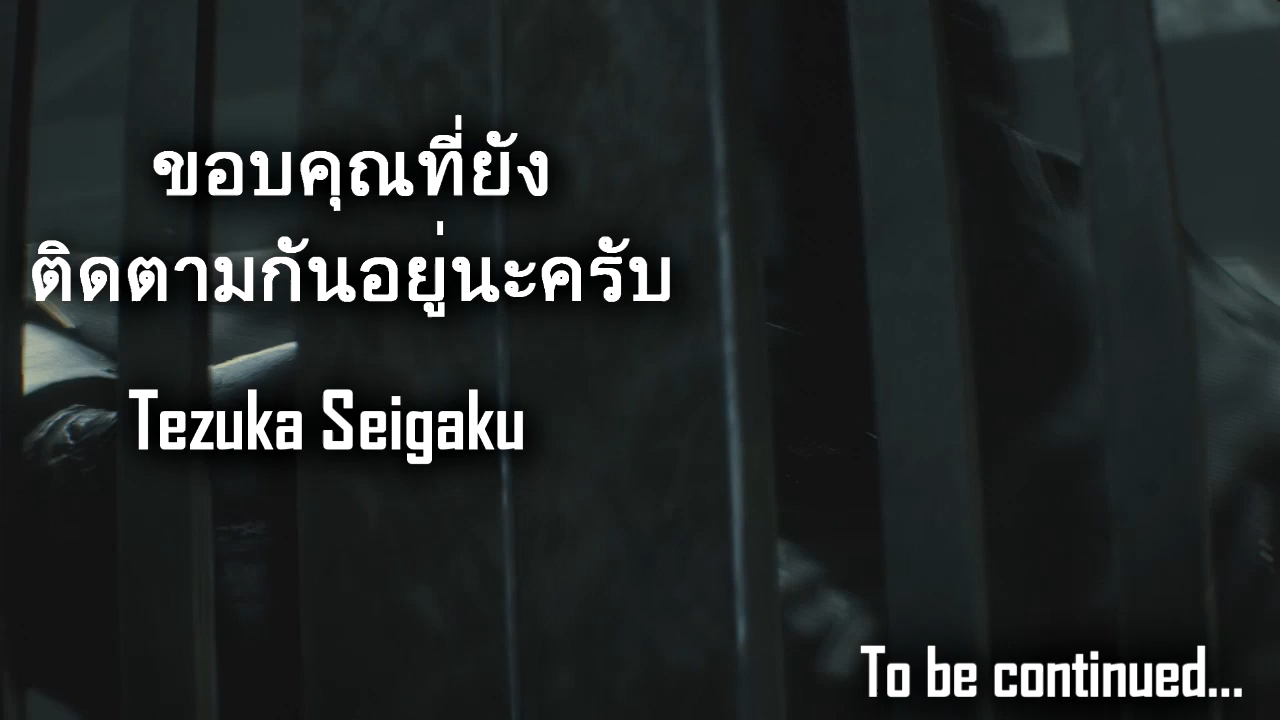 ขอบคุณที่ยัง
ติดตามกันอยู่นะครับ
Tezuka Seigaku
To be continued...